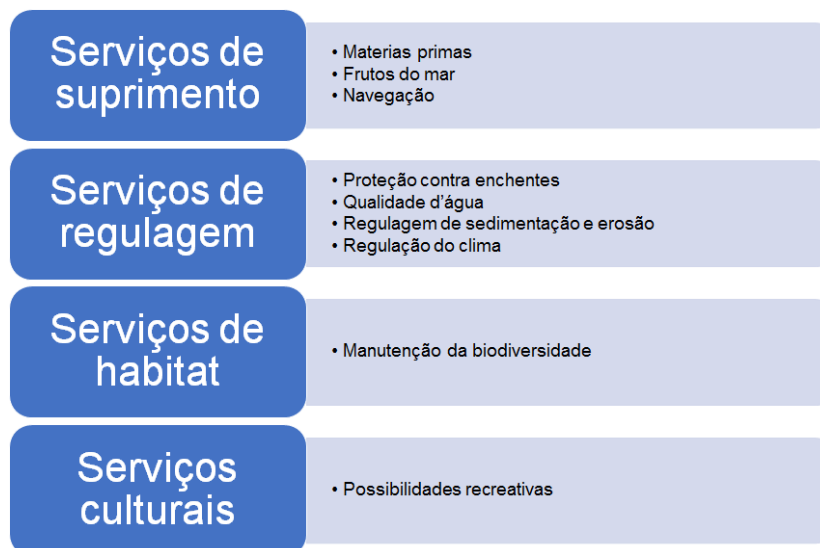 Serviços de
suprimento
• Materias primas
• Frutos do mar
• Navegação
Serviços de
regulagem
• Proteção contra enchentes
• Qualidade d’água
• Regulagem de sedimentação e erosão
• Regulação do clima
Serviços de
habitat
• Manutenção da biodiversidade
Serviços
culturais
• Possibilidades recreativas